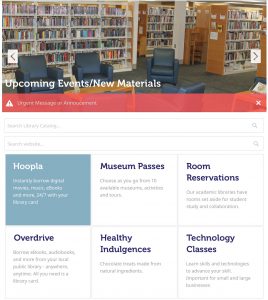 Upcoming Events/New Materials
Urgent Message or Annoucement
Search Library Catalog...
Search website...
Hoopla
Instantly borrow digital
movies, music, eBooks
and more, 24/7 with your
library card.
Museum Passes
Choose as you go from 10
available museums, activities
and tours.
Room
Reservations
Our academic libraries have
rooms set aside for student
study and collaboration.
Overdrive
Borrow ebooks, audiobooks,
and more from your local
public library - anywhere,
anytime. All you need is a
library card.
Healthy
Indulgences
Chocolate treats made from
natural ingredients.
Technology
Classes
Learn skills and technologies
to advance your skill.
Important for small and large
businesses.